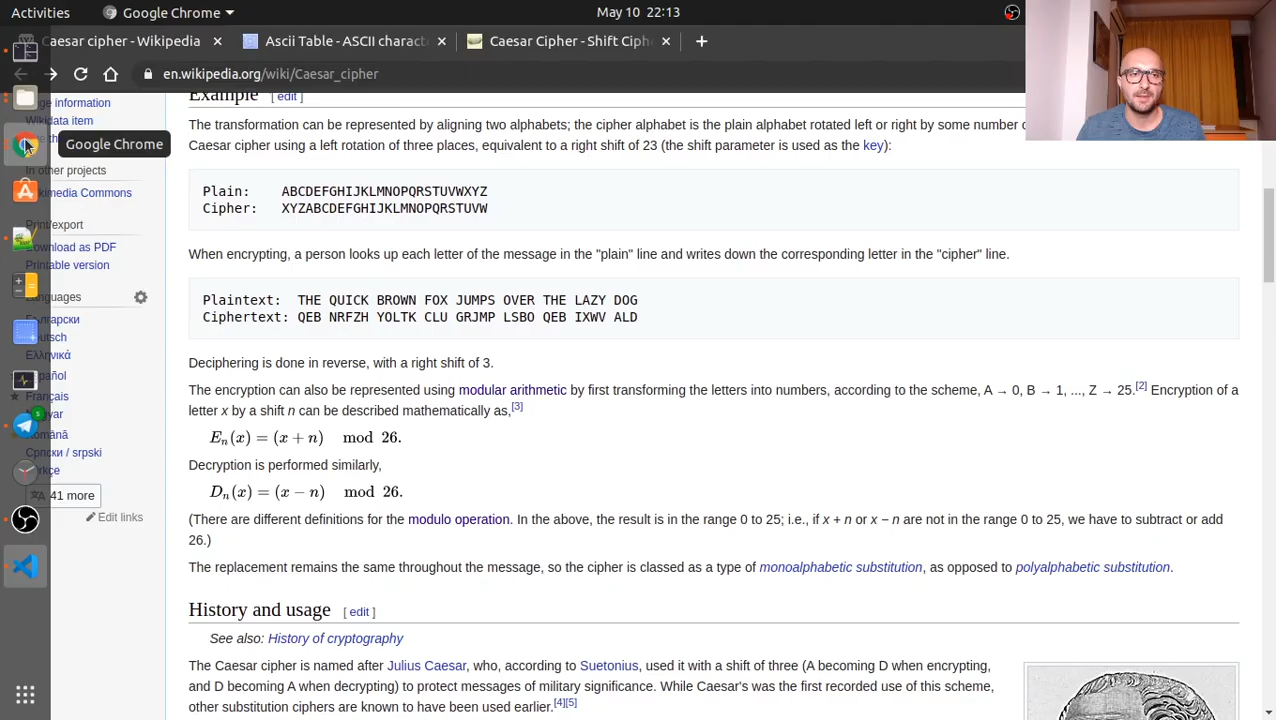 Activities
Google Chrome
May 10 22:13
Caesar cipher - Wikipedia
Ascii Table - ASCII charact
Caesar Cipher - Shift Ciph
en.wikipedia.org/wiki/Caesar_cipher
Google Chrome
information
Wikidata item
In other projects
Wikimedia Commons
Print/export
Download as PDF
Printable version
Languages
Български
Deutsch
Ελληνικά
Español
Français
Magyar
Română
Српски / srpski
Türkçe
41 more
Edit links
5
Example [ edit ]
The transformation can be represented by aligning two alphabets; the cipher alphabet is the plain alphabet rotated left or right by some number
Caesar cipher using a left rotation of three places, equivalent to a right shift of 23 (the shift parameter is used as the key):
Plain: ABCDEFGHIJKLMNOPQRSTUVWXYZ
Cipher: XYZABCDEFGHIJKLMNOPQRSTUVW
When encrypting, a person looks up each letter of the message in the "plain" line and writes down the corresponding letter in the "cipher" line.
Plaintext: THE QUICK BROWN FOX JUMPS OVER THE LAZY DOG
Ciphertext: QEB NRFZH YOLTK CLU GRJMP LSBO QEB IXWV ALD
Deciphering is done in reverse, with a right shift of 3.
The encryption can also be represented using modular arithmetic by first transforming the letters into numbers, according to the scheme, A → 0, B → 1, ..., Z → 25.[2] Encryption of a
letter x by a shift n can be described mathematically as,[3]
Eₙ(x) = (x + n) mod 26.
Decryption is performed similarly,
Dₙ(x) = (x − n) mod 26.
(There are different definitions for the modulo operation. In the above, the result is in the range 0 to 25; i.e., if x + n or x − n are not in the range 0 to 25, we have to subtract or add
26.)
The replacement remains the same throughout the message, so the cipher is classed as a type of monoalphabetic substitution, as opposed to polyalphabetic substitution.
History and usage [ edit ]
See also: History of cryptography
The Caesar cipher is named after Julius Caesar, who, according to Suetonius, used it with a shift of three (A becoming D when encrypting,
and D becoming A when decrypting) to protect messages of military significance. While Caesar's was the first recorded use of this scheme,
other substitution ciphers are known to have been used earlier.[4][5]